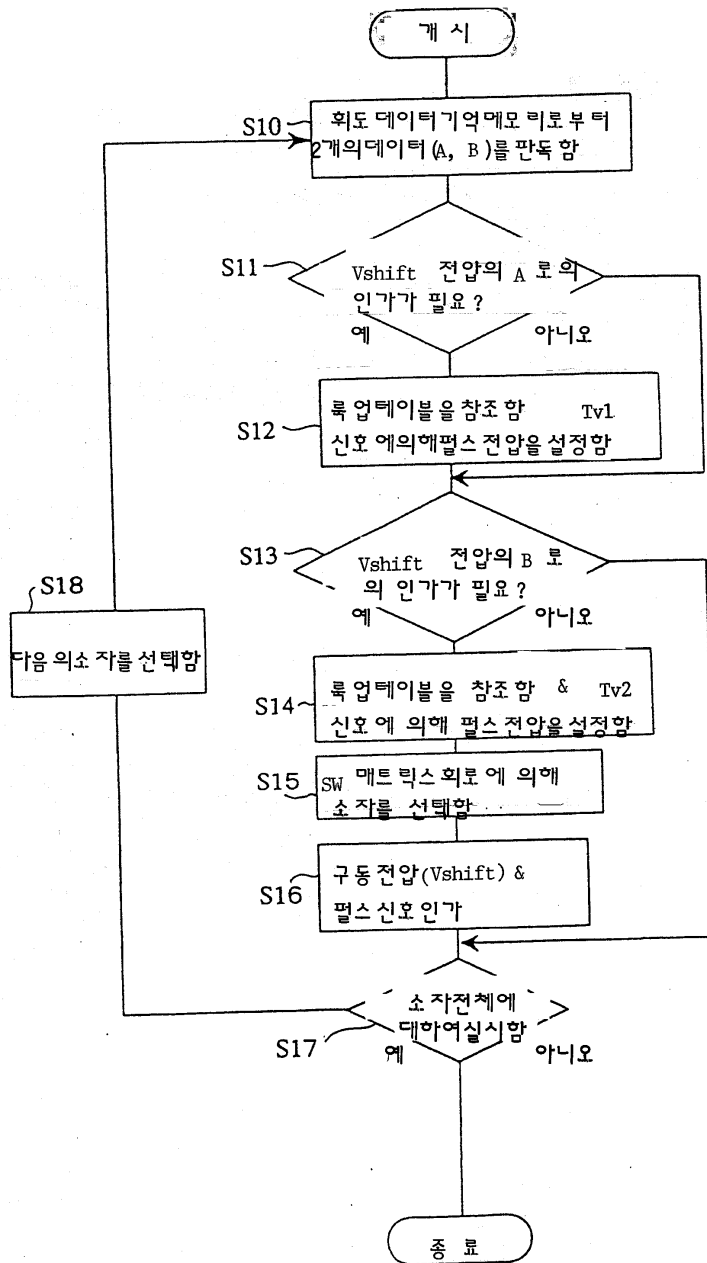 개 시
S10
휘도 데이터기억메모리로부터
2개의데이터(A, B)를판독함
S11
Vshift 전압의 A 로의
인가가 필요?
예 아니오
S12
룩업테이블을참조함 Tv1
신호에의해펄스전압을설정함
S13
Vshift 전압의 B 로
의 인가가 필요?
예 아니오
S18
다음의소자를선택함
S14
룩업테이블을 참조함 & Tv2
신호에 의해 펄스전압을설정함
S15
SW 매트릭스회로에 의해
소자를 선택함
S16
구동전압(Vshift) &
펄스신호인가
S17
소자전체에
대하여실시함
예 아니오
종 료